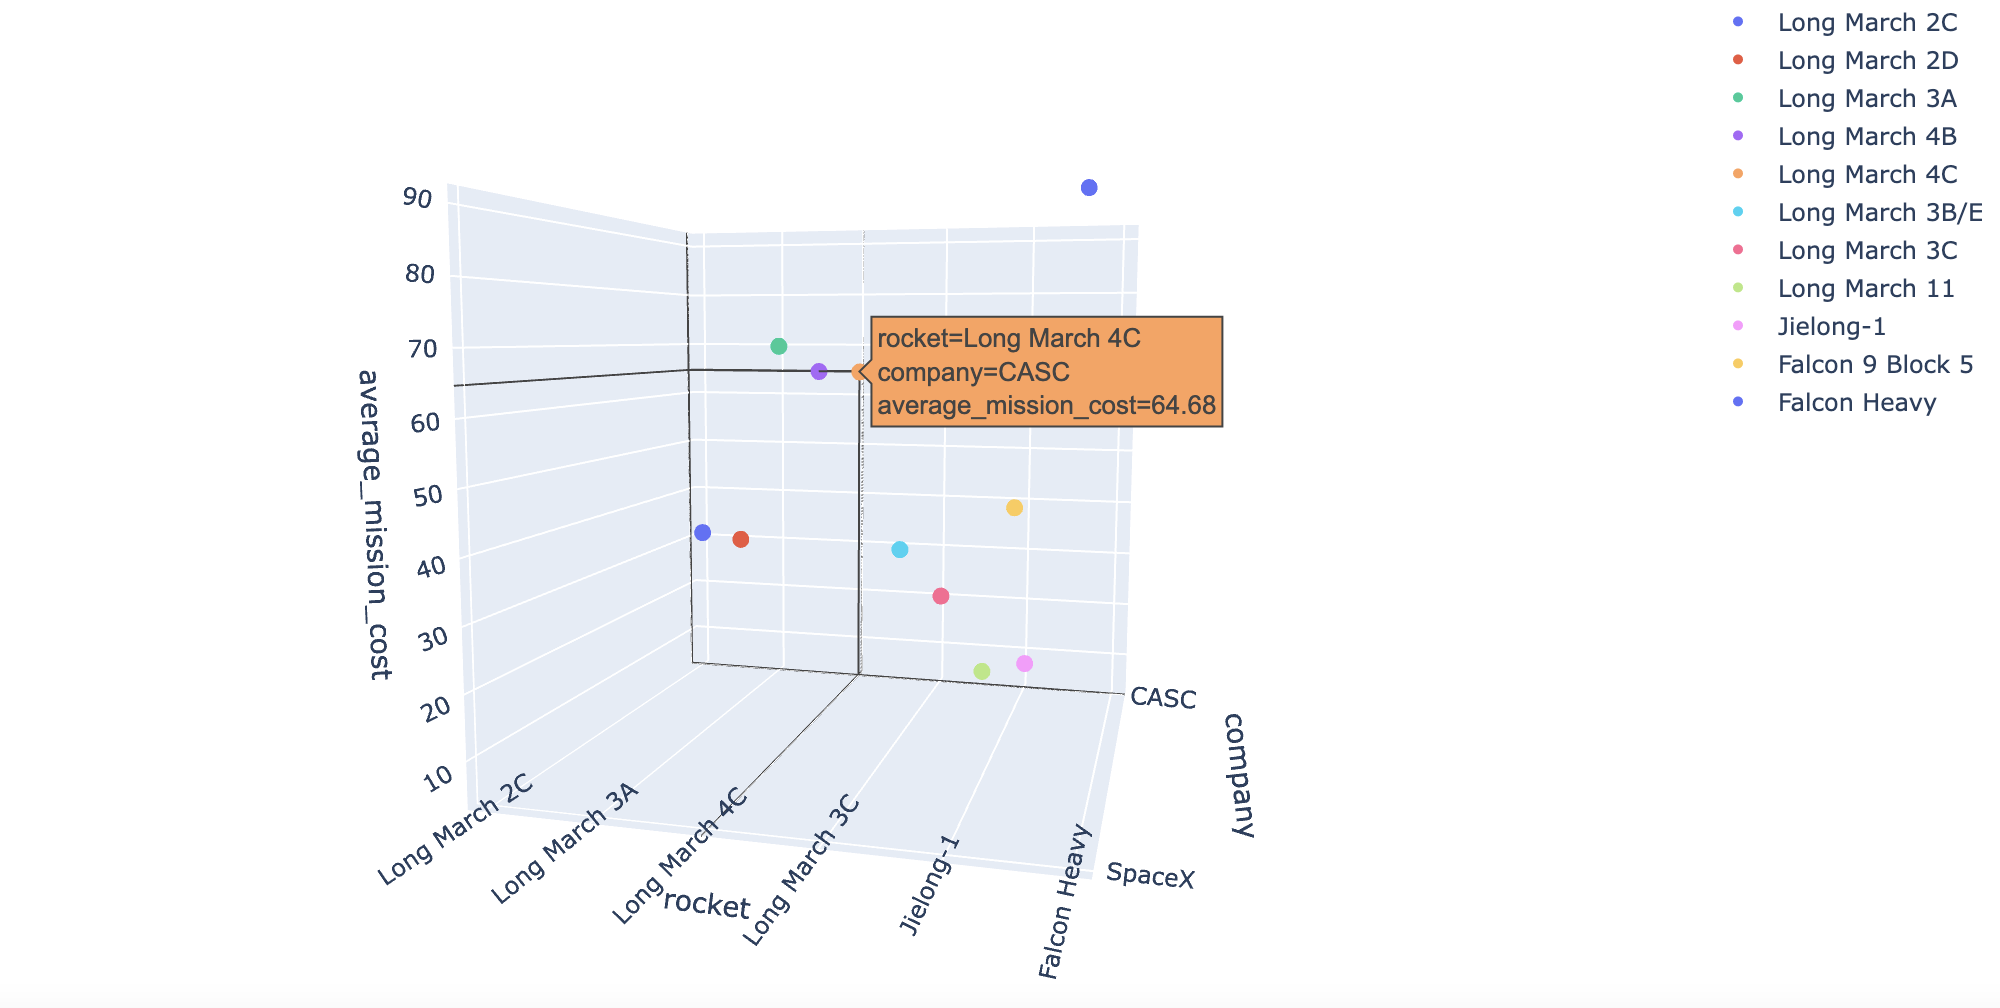 Long March 2C
Long March 2D
Long March 3A
Long March 4B
Long March 4C
Long March 3B/E
Long March 3C
Long March 11
Jielong-1
Falcon 9 Block 5
Falcon Heavy
90
80
70
60
50
40
30
20
10
average_mission_cost
rocket=Long March 4C
company=CASC
average_mission_cost=64.68
Long March 2C
Long March 3A
Long March 4C
Long March 3C
Jielong-1
Falcon Heavy
rocket
CASC
SpaceX
company